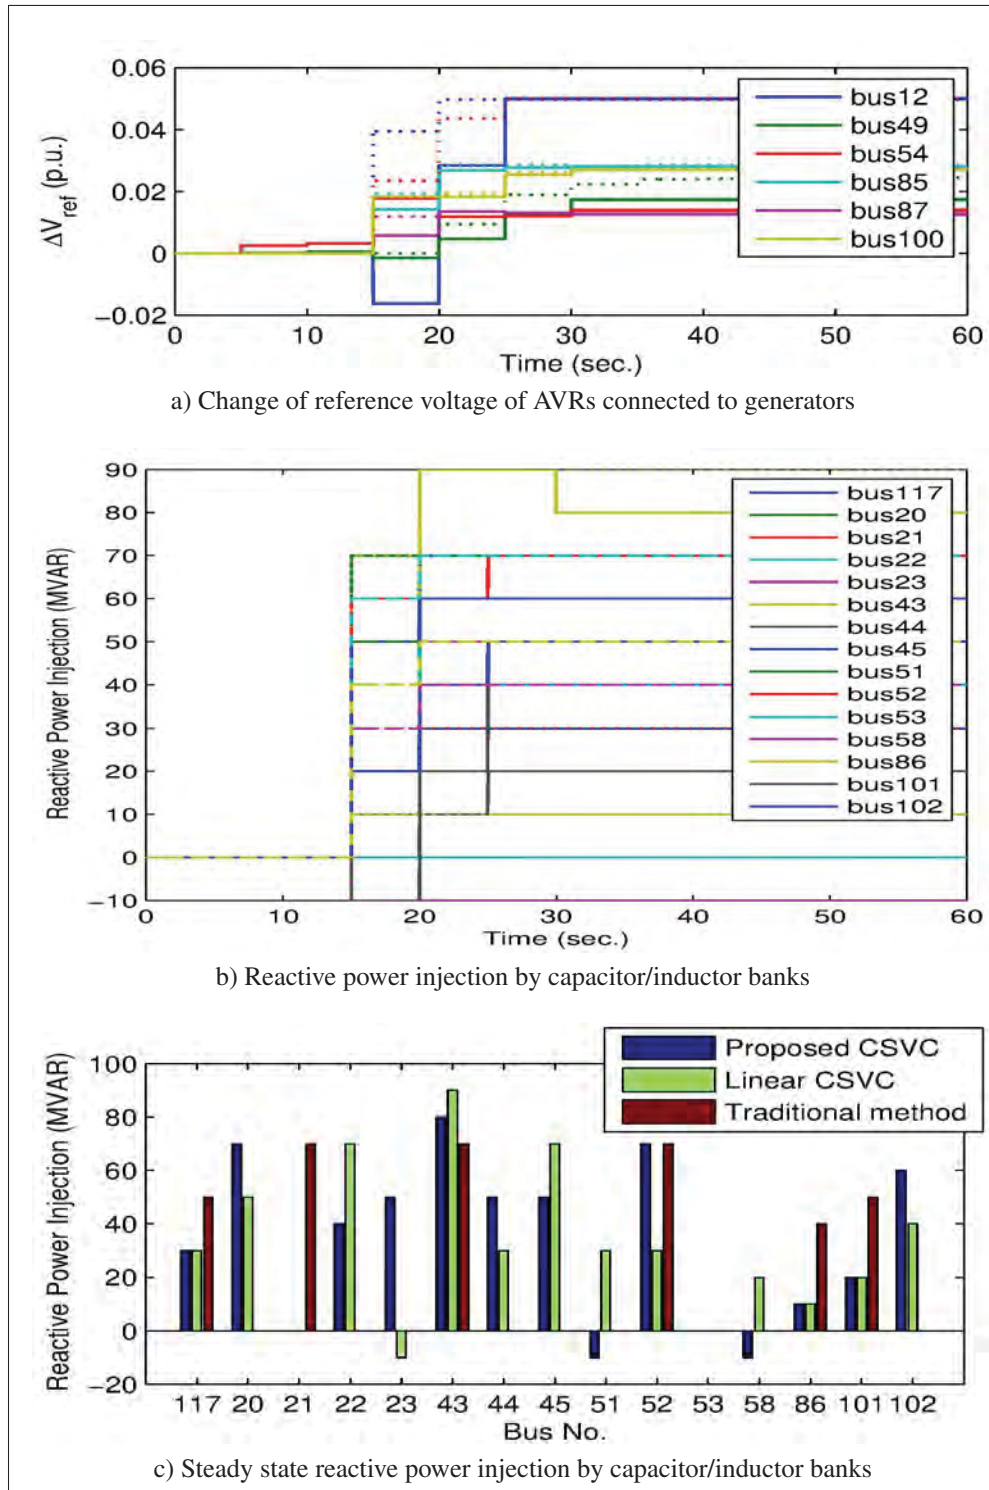 0.06
0.04
0.02
0
−0.02
ΔVref (p.u.)
bus12
bus49
bus54
bus85
bus87
bus100
0 10 20 30 40 50 60
Time (sec.)
a) Change of reference voltage of AVRs connected to generators
90
80
70
60
50
40
30
20
10
0
−10
Reactive Power Injection (MVAR)
bus117
bus20
bus21
bus22
bus23
bus43
bus44
bus45
bus51
bus52
bus53
bus58
bus86
bus101
bus102
0 10 20 30 40 50 60
Time (sec.)
b) Reactive power injection by capacitor/inductor banks
100
80
60
40
20
0
−20
Reactive Power Injection (MVAR)
Proposed CSVC
Linear CSVC
Traditional method
117 20 21 22 23 43 44 45 51 52 53 58 86 101 102
Bus No.
c) Steady state reactive power injection by capacitor/inductor banks